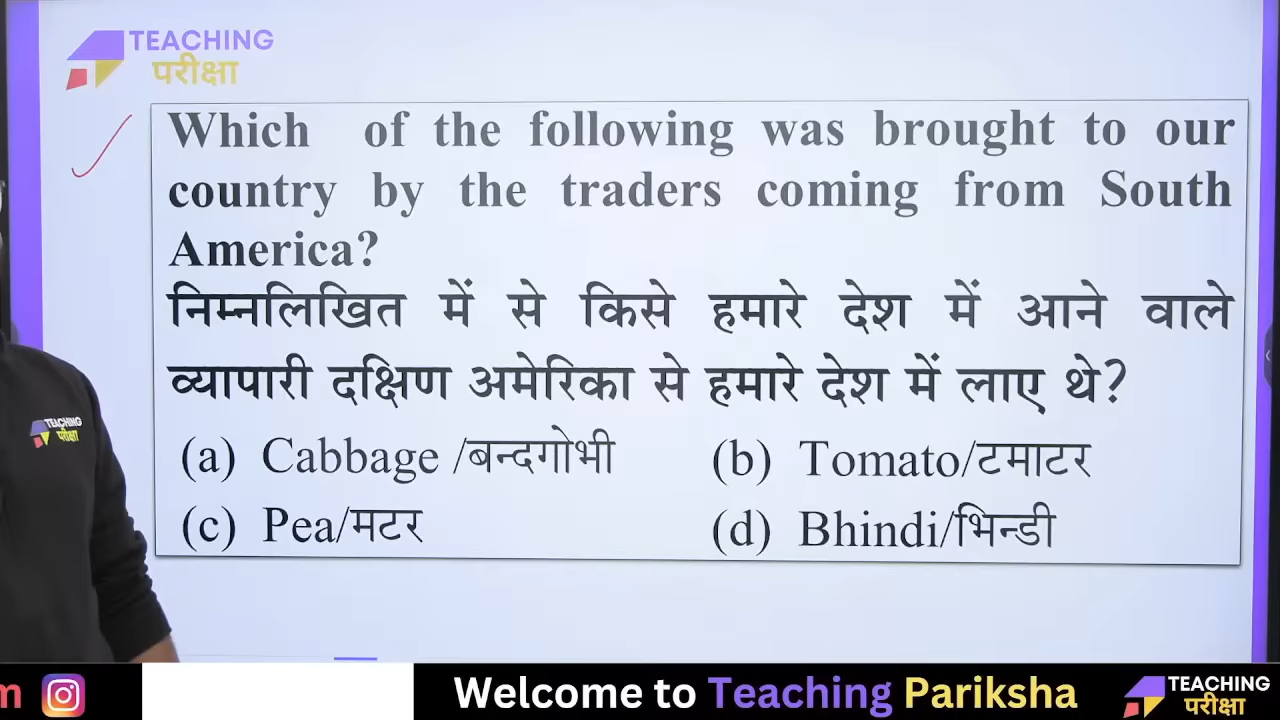 TEACHING
परीक्षा
Which of the following was brought to our
country by the traders coming from South
America?
निम्नलिखित में से किसे हमारे देश में आने वाले
व्यापारी दक्षिण अमेरिका से हमारे देश में लाए थे?
(a) Cabbage /बन्दगोभी (b) Tomato/टमाटर
(c) Pea/मटर (d) Bhindi/भिन्डी
TEACHING
परीक्षा
m
Welcome to Teaching Pariksha
TEACHING
परीक्षा